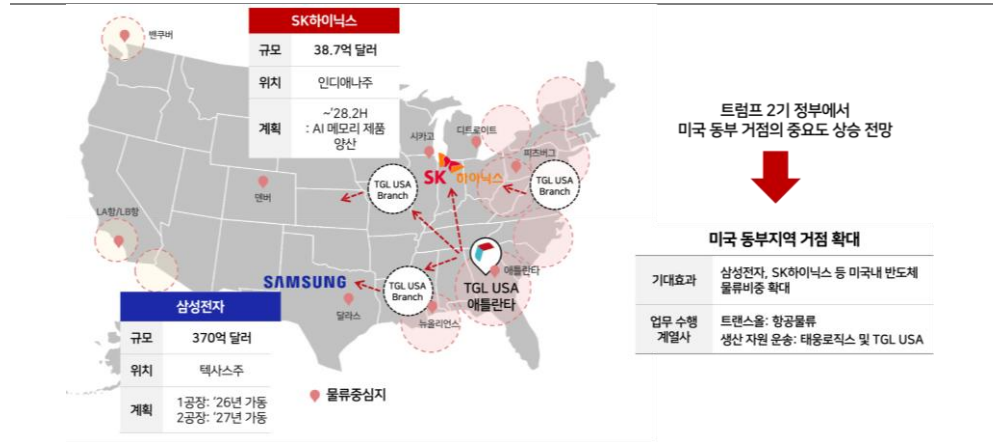 SK하이닉스
규모 38.7억 달러
위치 인디애나주
계획 ~'28.2H
: AI 메모리 제품
양산
밴쿠버
시카고
디트로이트
피츠버그
덴버
LA항/LB항
TGL USA
Branch
SK 하이닉스
TGL USA
Branch
SAMSUNG
TGL USA
Branch
애틀란타
TGL USA
애틀란타
달라스
뉴올리언스
삼성전자
규모 370억 달러
위치 텍사스주
계획 1공장: '26년 가동
2공장: '27년 가동
물류중심지
트럼프 2기 정부에서
미국 동부 거점의 중요도 상승 전망
미국 동부지역 거점 확대
기대효과 삼성전자, SK하이닉스 등 미국내 반도체
물류비중 확대
업무 수행
계열사
트랜스올: 항공물류
생산 자원 운송: 태웅로직스 및 TGL USA